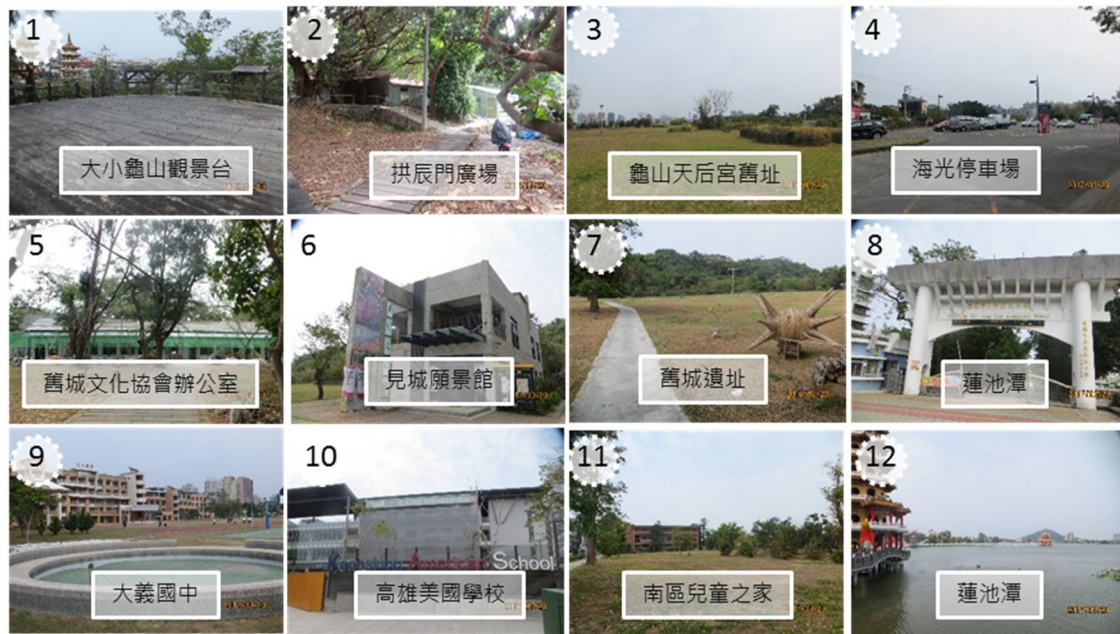 1
大小龜山觀景台
2
拱辰門廣場
3
龜山天后宮舊址
4
海光停車場
5
舊城文化協會辦公室
6
見城願景館
7
舊城遺址
8
蓮池潭
9
大義國中
10
Kaohsiung American School
高雄美國學校
11
南區兒童之家
12
蓮池潭